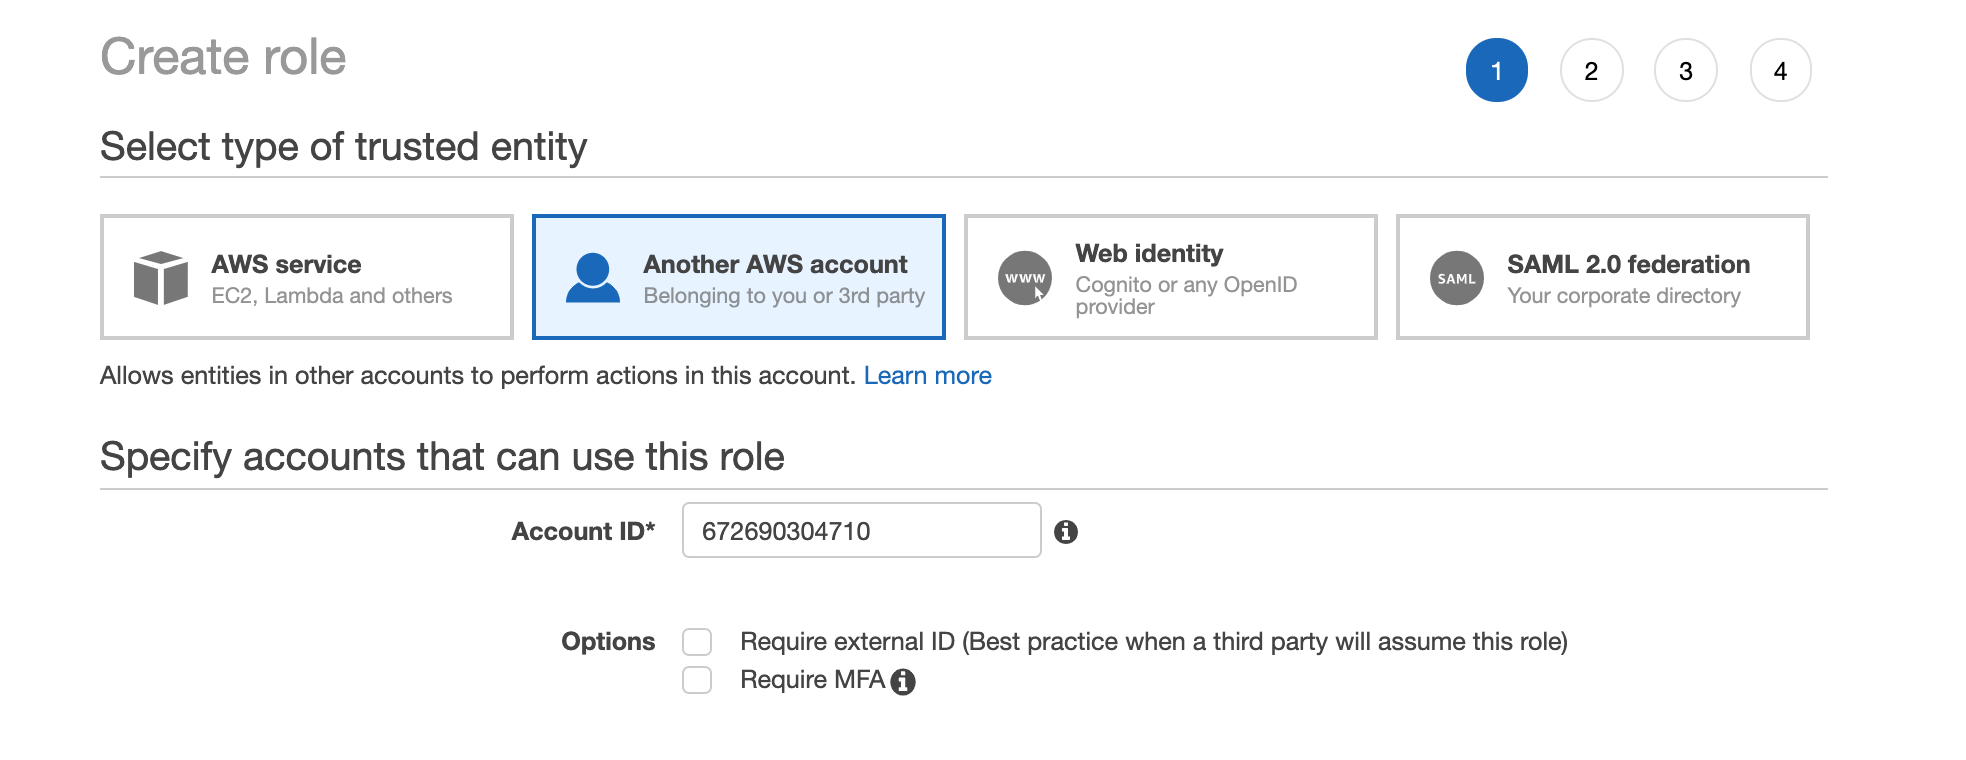 Create role
1 2 3 4
Select type of trusted entity
AWS service
EC2, Lambda and others
Another AWS account
Belonging to you or 3rd party
WWW
Web identity
Cognito or any OpenID
provider
SAML
SAML 2.0 federation
Your corporate directory
Allows entities in other accounts to perform actions in this account. Learn more
Specify accounts that can use this role
Account ID* 672690304710
Options Require external ID (Best practice when a third party will assume this role)
Require MFA